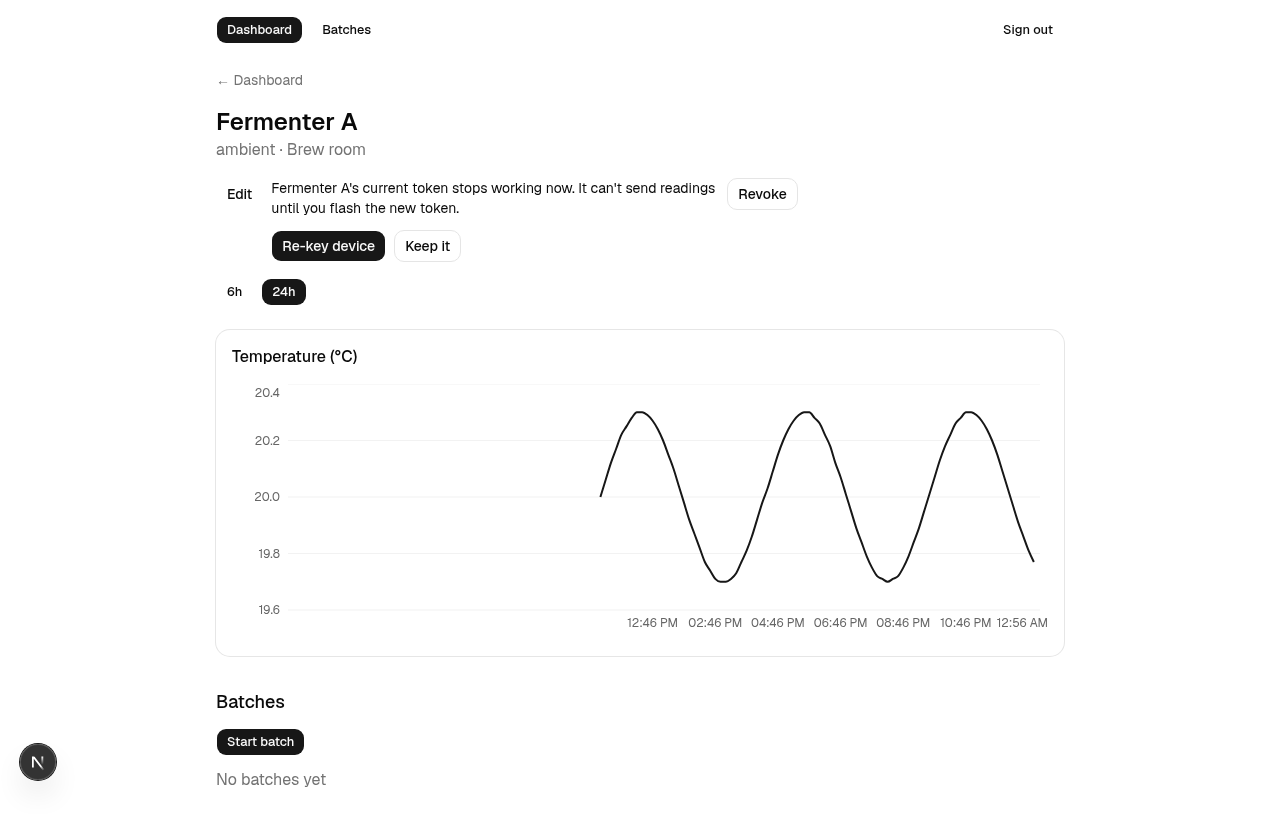 Dashboard Batches Sign out
← Dashboard
Fermenter A
ambient · Brew room
Edit Fermenter A's current token stops working now. It can't send readings Revoke
until you flash the new token.
Re-key device Keep it
6h 24h
Temperature (°C)
20.4
20.2
20.0
19.8
19.6
12:46 PM 02:46 PM 04:46 PM 06:46 PM 08:46 PM 10:46 PM 12:56 AM
Batches
Start batch
N
No batches yet